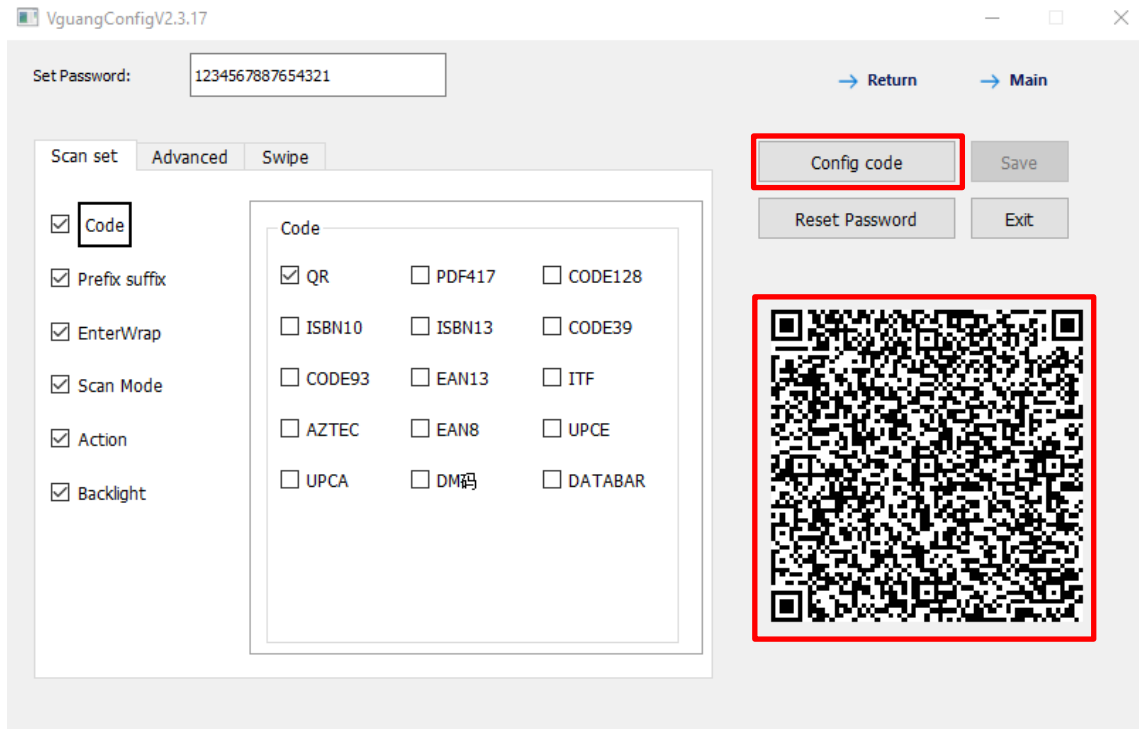 VguangConfigV2.3.17
Set Password: 1234567887654321
Return Main
Scan set Advanced Swipe
Config code Save
Reset Password Exit
Code
Prefix suffix
EnterWrap
Scan Mode
Action
Backlight
Code
QR PDF417 CODE128
ISBN10 ISBN13 CODE39
CODE93 EAN13 ITF
AZTEC EAN8 UPCE
UPCA DM码 DATABAR